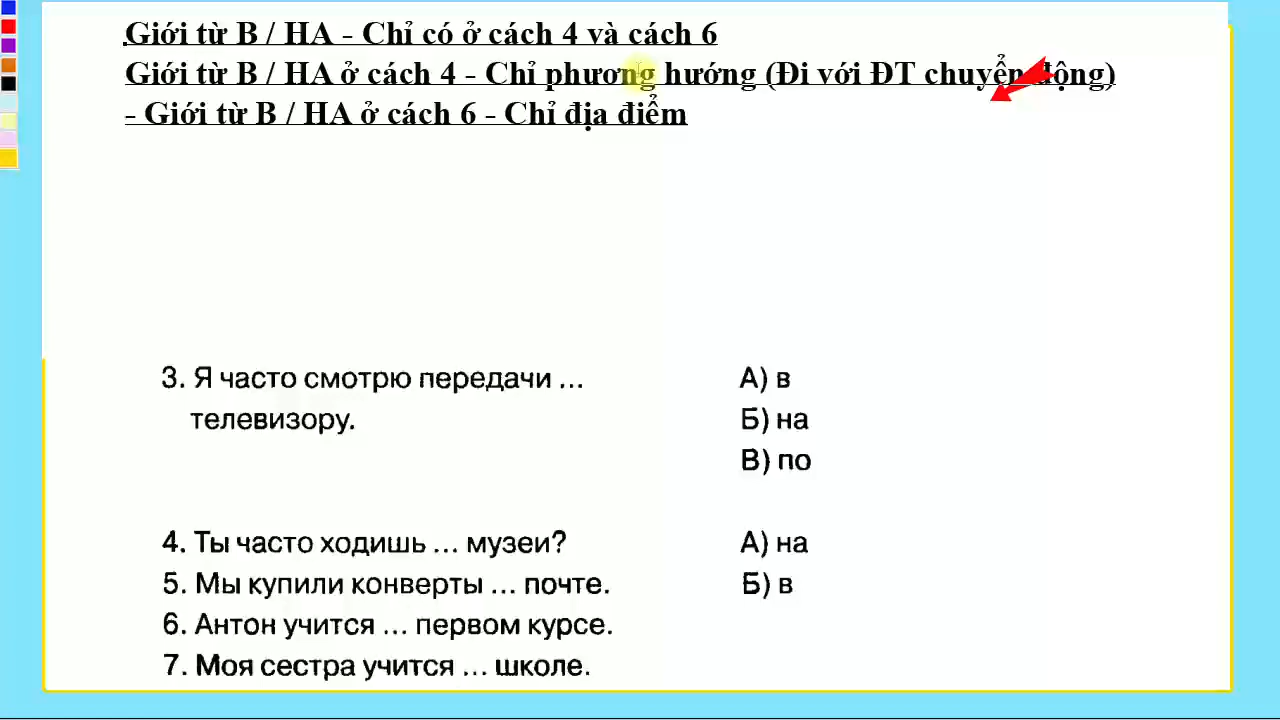 Giới từ В / НА - Chỉ có ở cách 4 và cách 6
Giới từ В / НА ở cách 4 - Chỉ phương hướng (Đi với ĐT chuyển động)
- Giới từ В / НА ở cách 6 - Chỉ địa điểm
3. Я часто смотрю передачи ...
телевизору.
А) в
Б) на
В) по
4. Ты часто ходишь ... музеи?
5. Мы купили конверты ... почте.
6. Антон учится ... первом курсе.
7. Моя сестра учится ... школе.
А) на
Б) в